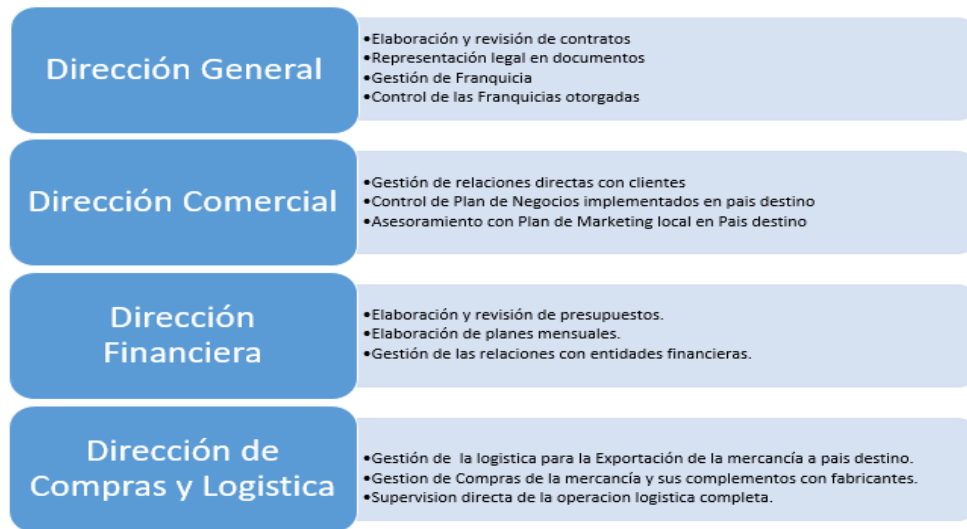 Dirección General
•Elaboración y revisión de contratos
•Representación legal en documentos
•Gestión de Franquicia
•Control de las Franquicias otorgadas
Dirección Comercial
•Gestión de relaciones directas con clientes
•Control de Plan de Negocios implementados en pais destino
•Asesoramiento con Plan de Marketing local en Pais destino
Dirección
Financiera
•Elaboración y revisión de presupuestos.
•Elaboración de planes mensuales.
•Gestión de las relaciones con entidades financieras.
Dirección de
Compras y Logistica
•Gestión de  la logistica para la Exportación de la mercancía a pais destino.
•Gestion de Compras de la mercancía y sus complementos con fabricantes.
•Supervision directa de la operacion logistica completa.